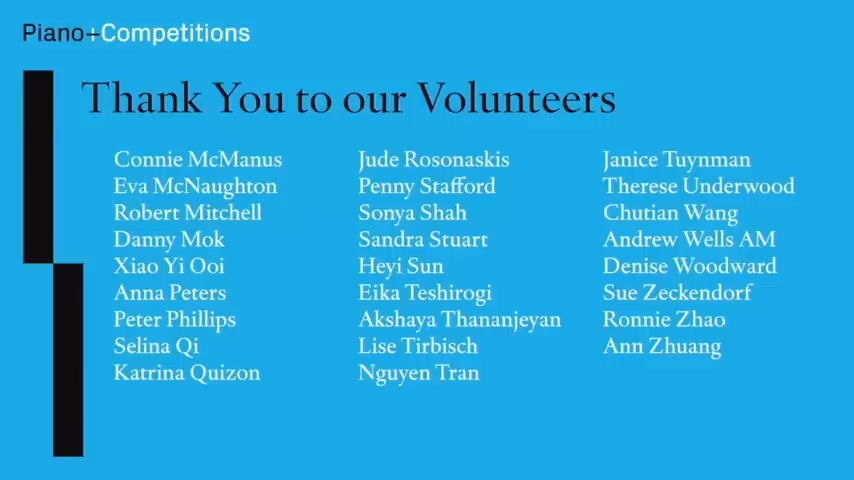 Piano+Competitions
Thank You to our Volunteers
Connie McManus
Eva McNaughton
Robert Mitchell
Danny Mok
Xiao Yi Ooi
Anna Peters
Peter Phillips
Selina Qi
Katrina Quizon
Jude Rosonaskis
Penny Stafford
Sonya Shah
Sandra Stuart
Heyi Sun
Eika Teshirogi
Akshaya Thananjeyan
Lise Tirbisch
Nguyen Tran
Janice Tuynman
Therese Underwood
Chutian Wang
Andrew Wells AM
Denise Woodward
Sue Zeckendorf
Ronnie Zhao
Ann Zhuang